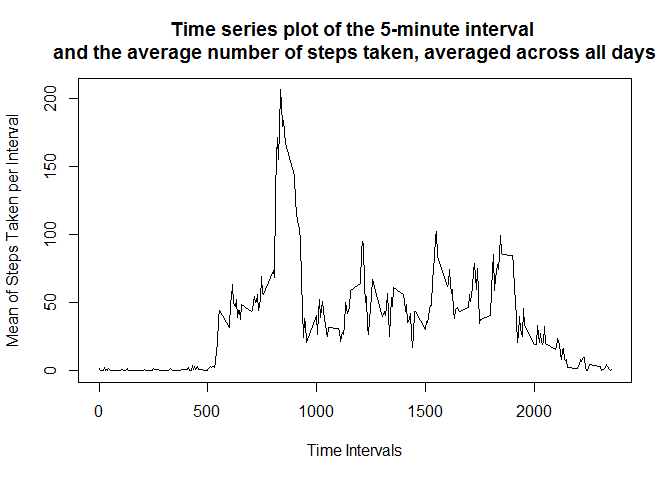 Time series plot of the 5-minute interval
and the average number of steps taken, averaged across all days
Mean of Steps Taken per Interval
200
150
100
50
0
0 500 1000 1500 2000
Time Intervals